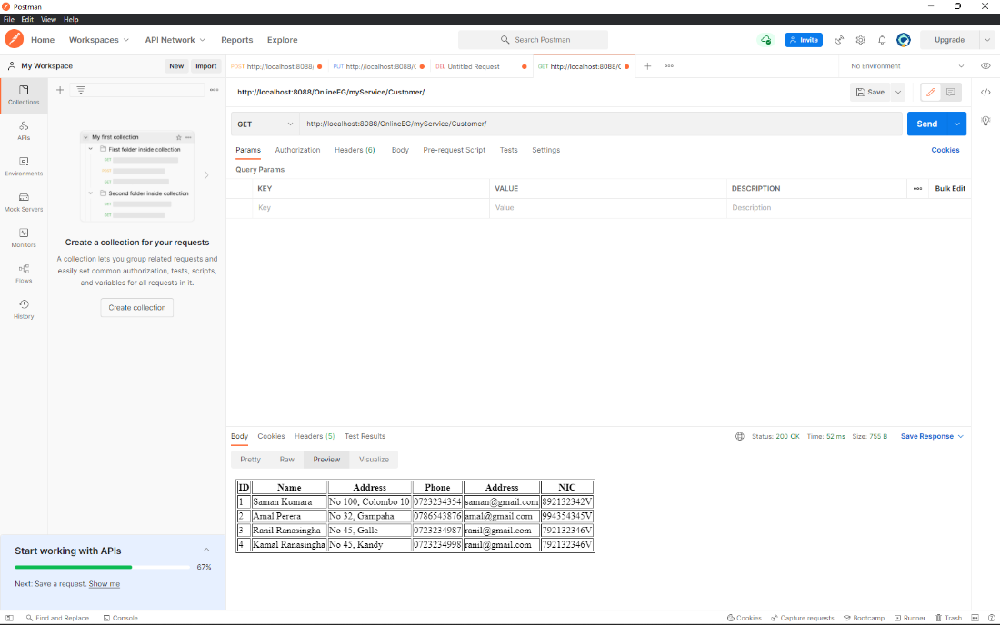 Postman
File Edit View Help
Home Workspaces API Network Reports Explore Search Postman Invite Upgrade
My Workspace New Import
POST http://localhost:8088/ PUT http://localhost:8088/C DEL Untitled Request GET http://localhost:8088/C No Environment
Collections
APIs
Environments
Mock Servers
Monitors
Flows
History
My first collection
First folder inside collection
GET
POST
GET
Second folder inside collection
GET
GET
Create a collection for your requests
A collection lets you group related requests and
easily set common authorization, tests, scripts,
and variables for all requests in it.
Create collection
Start working with APIs
67%
Next: Save a request. Show me
http://localhost:8088/OnlineEG/myService/Customer/ Save
GET http://localhost:8088/OnlineEG/myService/Customer/ Send
Params Authorization Headers (6) Body Pre-request Script Tests Settings Cookies
Query Params
KEY VALUE DESCRIPTION Bulk Edit
Key Value Description
Body Cookies Headers (5) Test Results Status: 200 OK Time: 52 ms Size: 755 B Save Response
Pretty Raw Preview Visualize
ID Name Address Phone Address NIC
1 Saman Kumara No 100, Colombo 10 0723234354 saman@gmail.com 892132342V
2 Amal Perera No 32, Gampaha 0786543876 amal@gmail.com 994354345V
3 Ranil Ranasingha No 45, Galle 0723234987 ranil@gmail.com 792132346V
4 Kamal Ranasingha No 45, Kandy 0723234998 ranil@gmail.com 792132346V
Find and Replace Console Cookies Capture requests Bootcamp Runner Trash